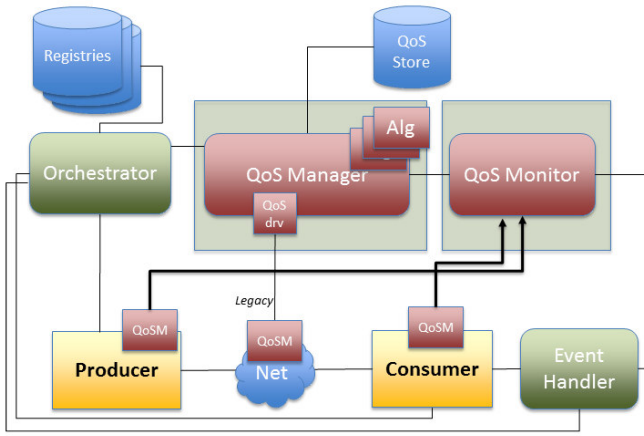 Registries
QoS
Store
Alg
Orchestrator
QoS Manager
QoS Monitor
QoS
drv
Legacy
QoSM
QoSM
QoSM
Producer
Net
Consumer
Event
Handler